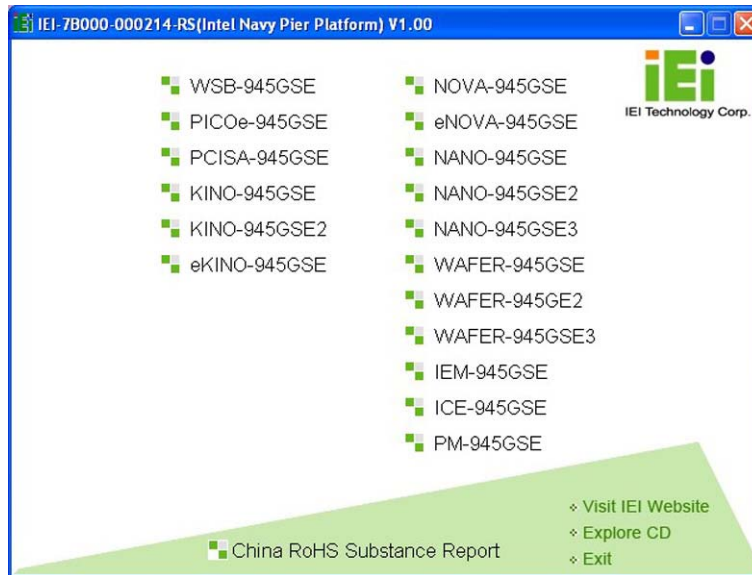 IEI-7B000-000214-RS(Intel Navy Pier Platform) V1.00
iEi
IEI Technology Corp.
WSB-945GSE
PICOe-945GSE
PCISA-945GSE
KINO-945GSE
KINO-945GSE2
eKINO-945GSE
NOVA-945GSE
eNOVA-945GSE
NANO-945GSE
NANO-945GSE2
NANO-945GSE3
WAFER-945GSE
WAFER-945GE2
WAFER-945GSE3
IEM-945GSE
ICE-945GSE
PM-945GSE
China RoHS Substance Report
Visit IEI Website
Explore CD
Exit